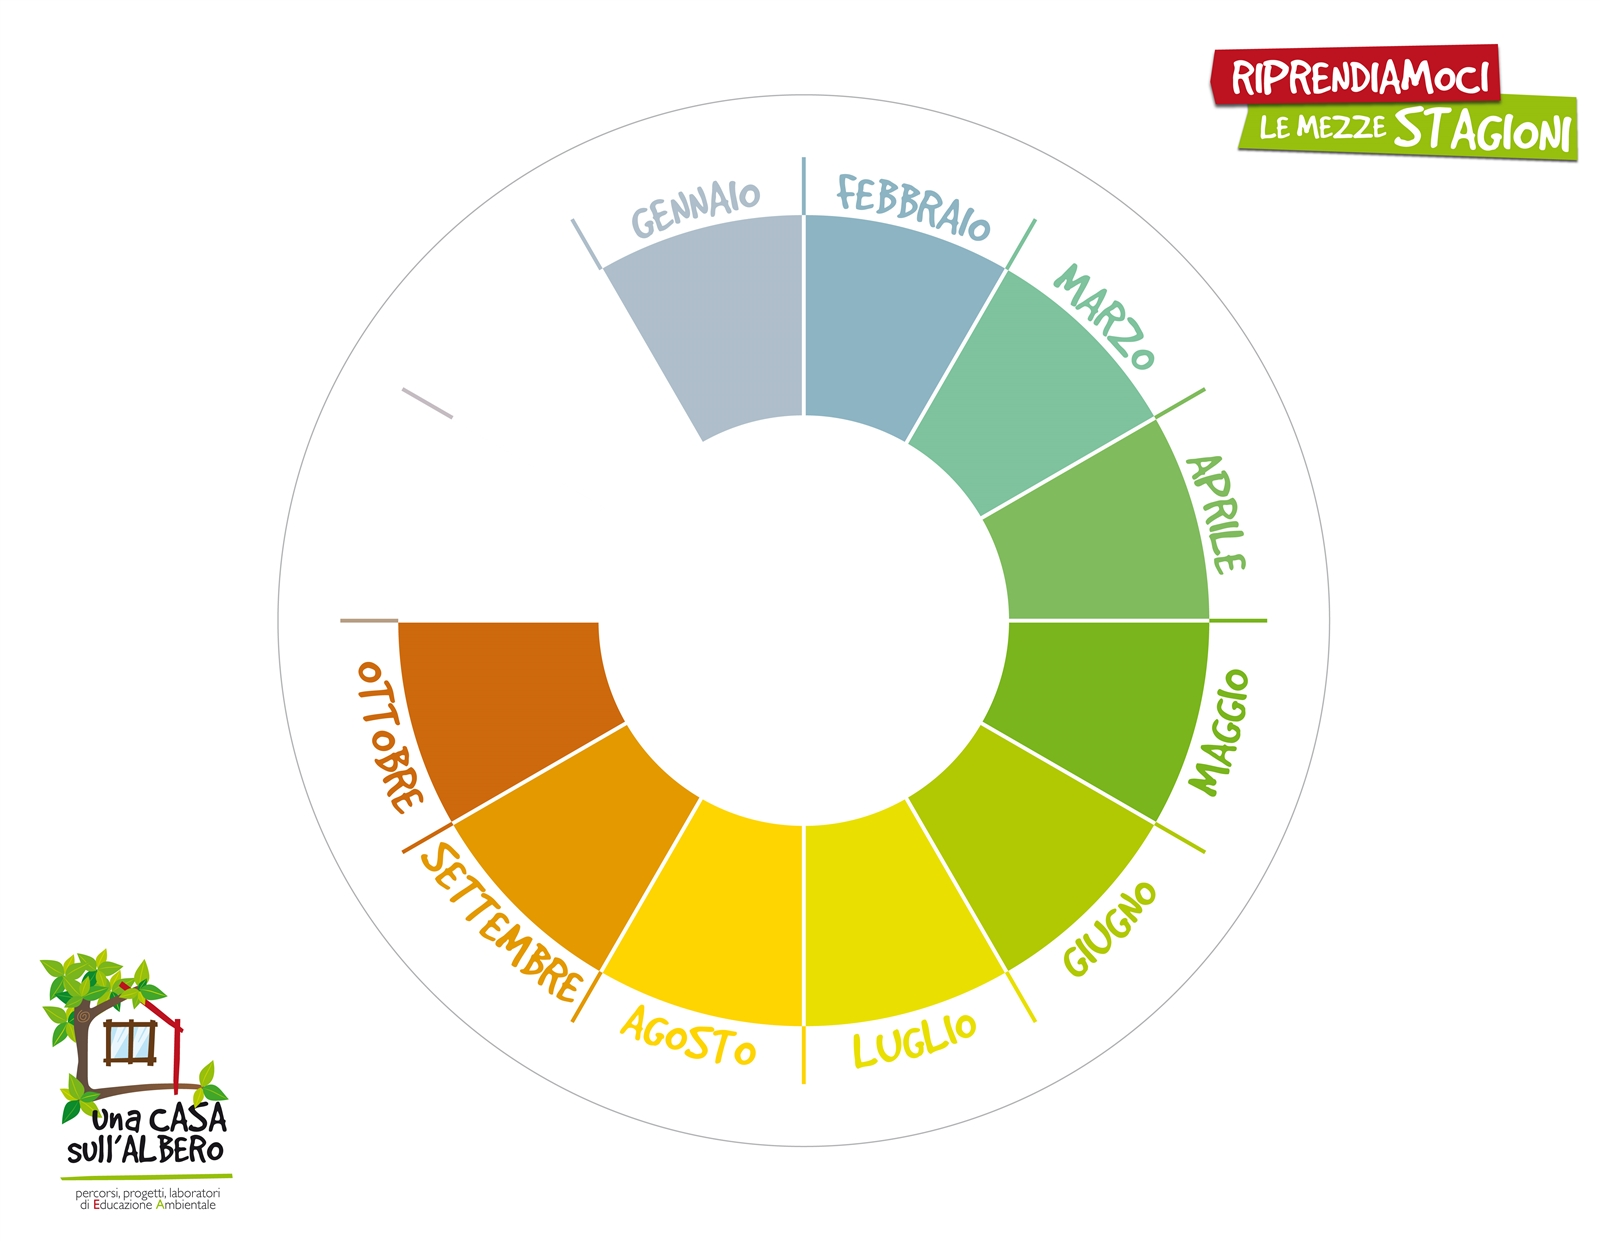 RIPRENDIAMOCI
LE MEZZE STAGIONI
GENNAIO
FEBBRAIO
MARZO
APRILE
MAGGIO
GIUGNO
LUGLIO
AGOSTO
SETTEMBRE
OTTOBRE
una CASA
sull'ALBERO
percorsi, progetti, laboratori
di Educazione Ambientale